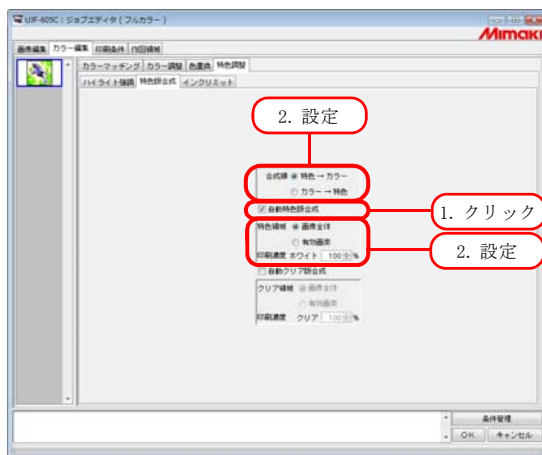 UJF-605C : ジョブエディタ ( フルカラー )
Mimaki
画像編集 カラー編集 印刷条件
カラーマッチング カラー調整 色置換 特色調整
ハイライト強調 特色版合成 インクリミット
2. 設定
合成順 特色 → カラー
カラー → 特色
自動特色版合成
1. クリック
特色領域 画像全体
有効画素
2. 設定
印刷濃度 ホワイト 100 %
自動クリア版合成
クリア領域 画像全体
有効画素
印刷濃度 クリア 100 %
条件管理
OK キャンセル